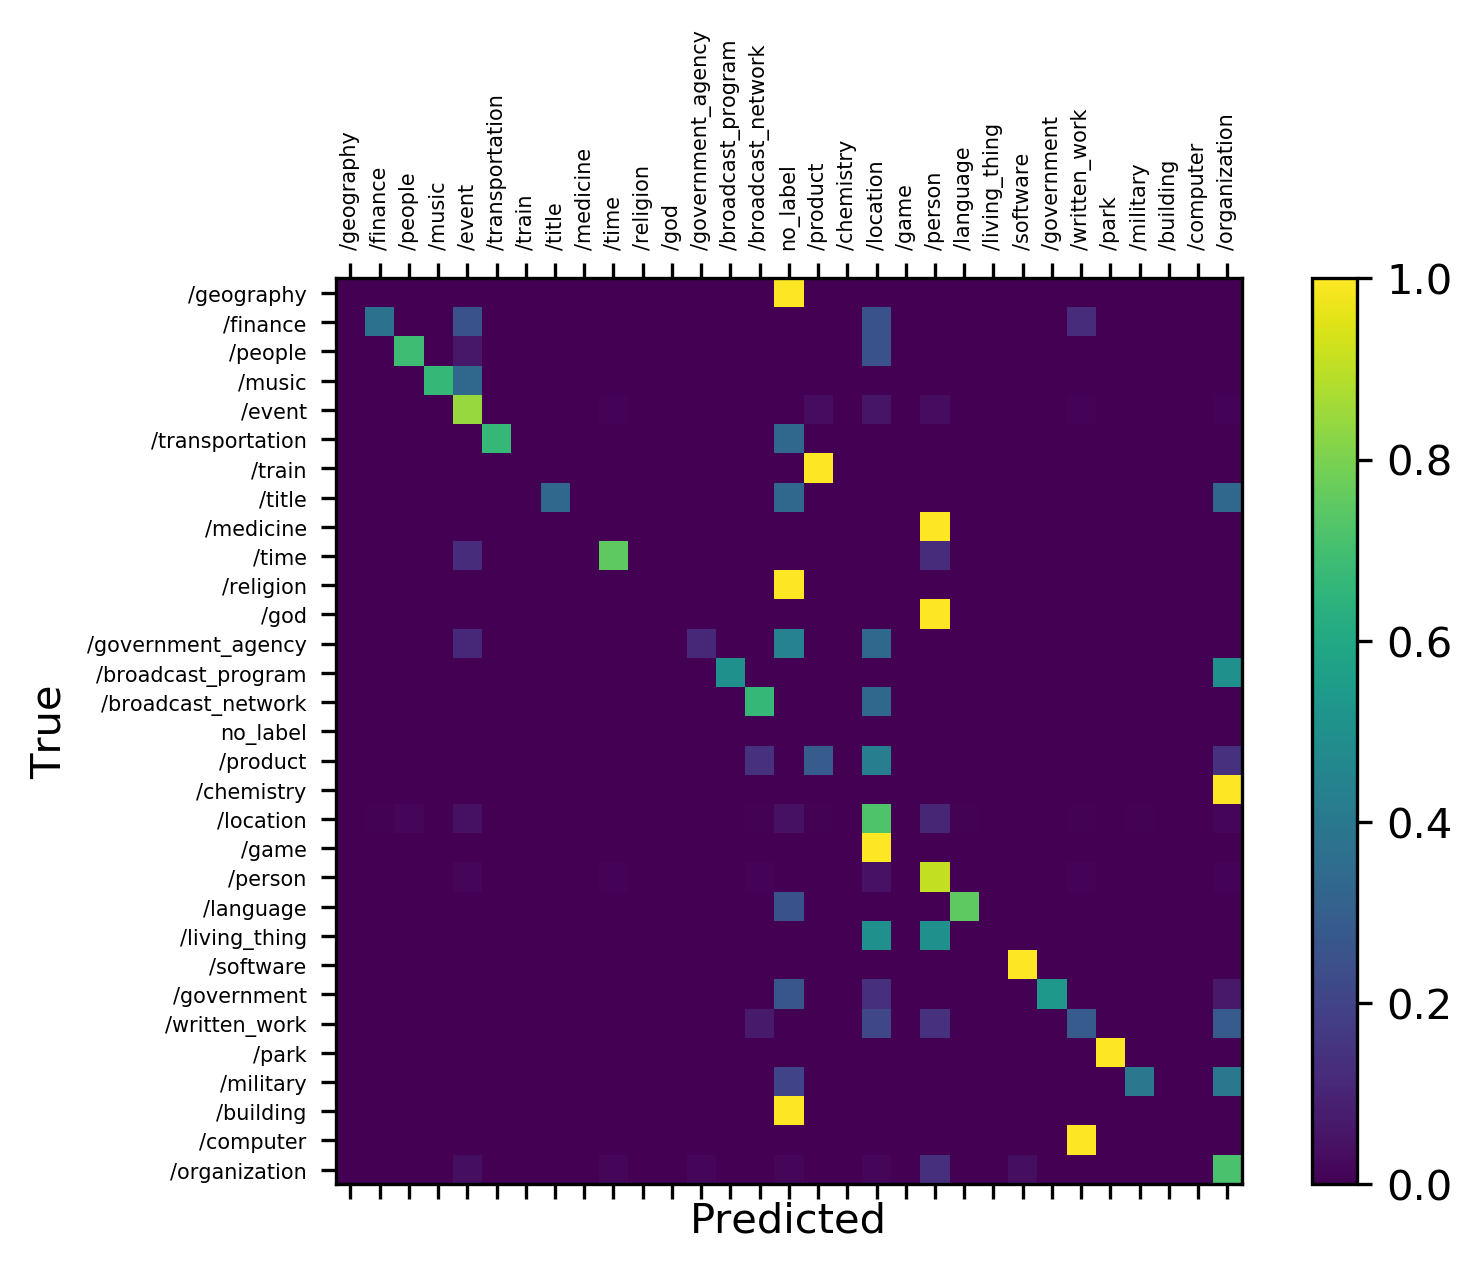 /geography
/finance
/people
/music
/event
/transportation
/train
/title
/medicine
/time
/religion
/god
/government_agency
/broadcast_program
/broadcast_network
no_label
/product
/chemistry
/location
/game
/person
/language
/living_thing
/software
/government
/written_work
/park
/military
/building
/computer
/organization
/geography
/finance
/people
/music
/event
/transportation
/train
/title
/medicine
/time
/religion
/god
/government_agency
/broadcast_program
/broadcast_network
no_label
/product
/chemistry
/location
/game
/person
/language
/living_thing
/software
/government
/written_work
/park
/military
/building
/computer
/organization
True
Predicted
1.0
0.8
0.6
0.4
0.2
0.0